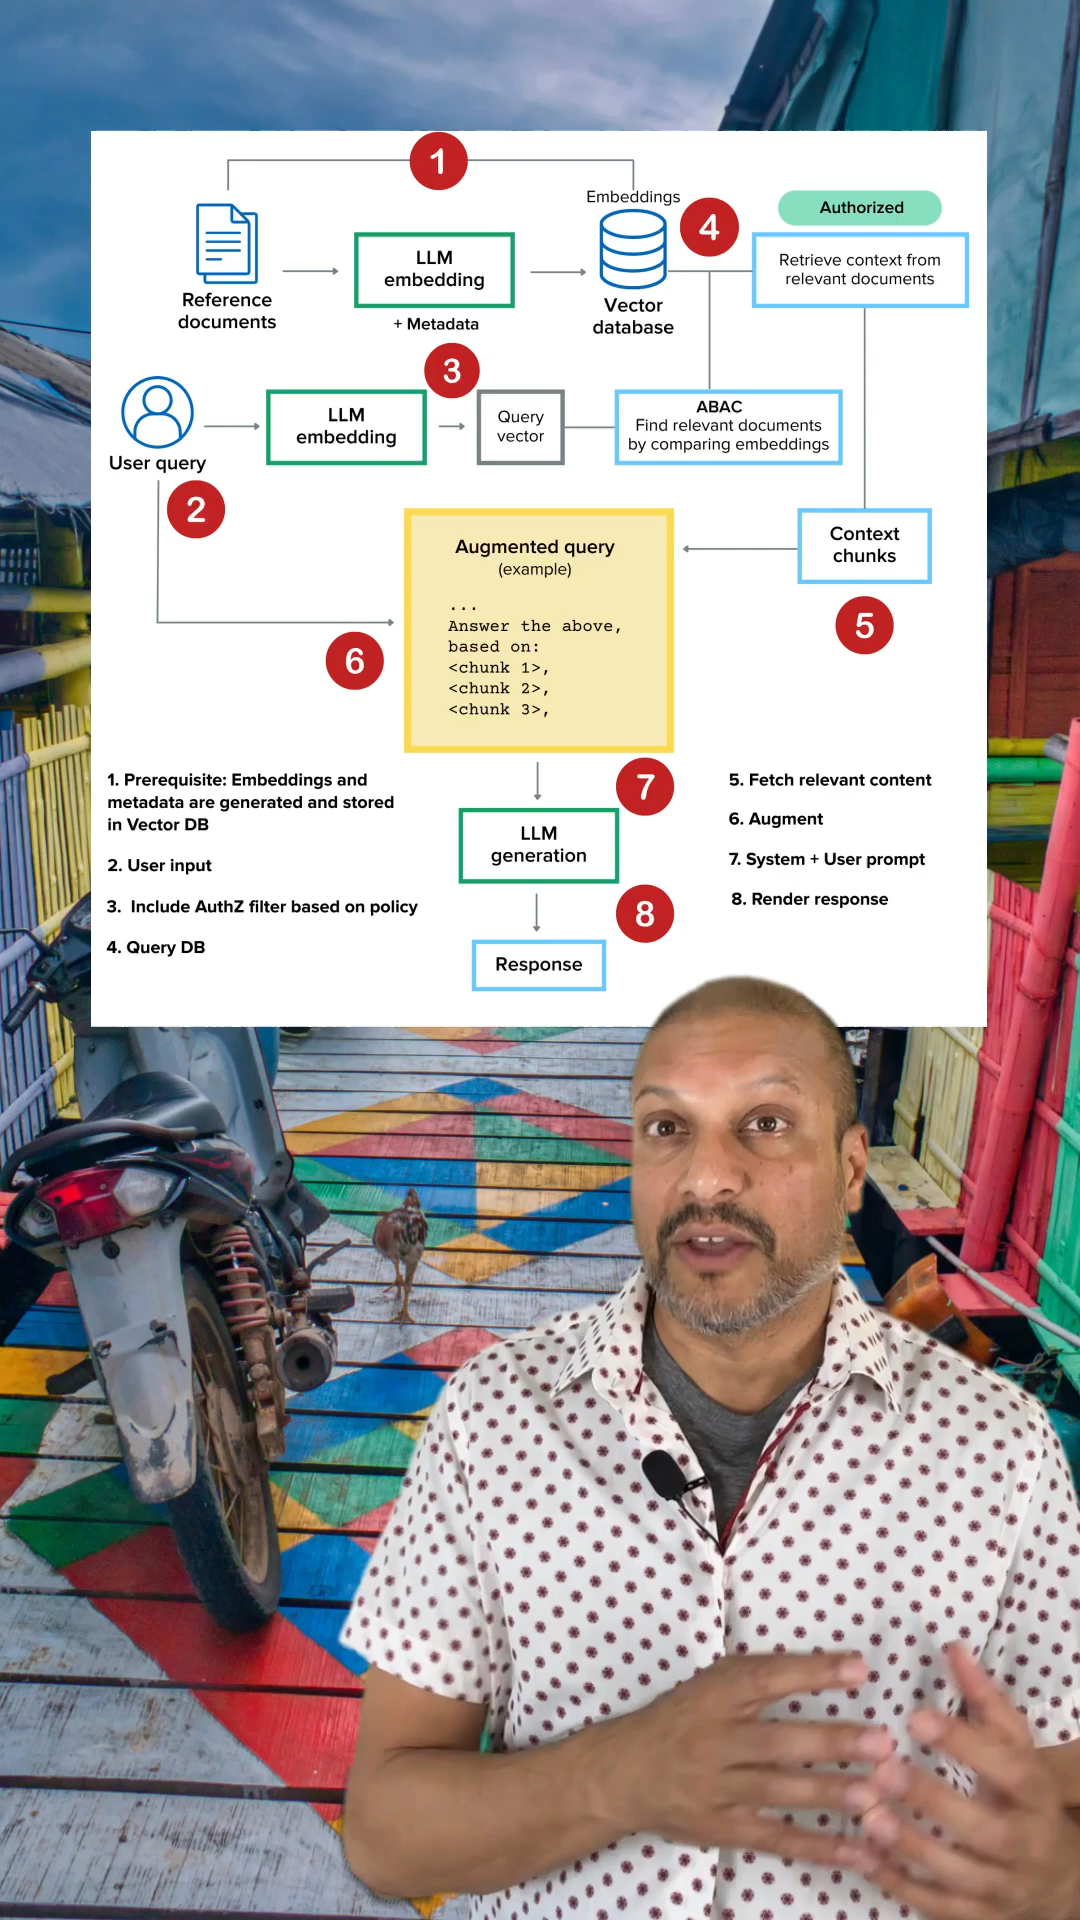 1
Embeddings
4
Authorized
LLM
embedding
Retrieve context from
relevant documents
Reference
documents
+ Metadata
Vector
database
3
LLM
embedding
Query
vector
ABAC
Find relevant documents
by comparing embeddings
User query
2
Augmented query
(example)
...
Answer the above,
based on:
<chunk 1>,
<chunk 2>,
<chunk 3>,
Context
chunks
5
6
7
LLM
generation
8
Response
1. Prerequisite: Embeddings and
metadata are generated and stored
in Vector DB
2. User input
3. Include AuthZ filter based on policy
4. Query DB
5. Fetch relevant content
6. Augment
7. System + User prompt
8. Render response